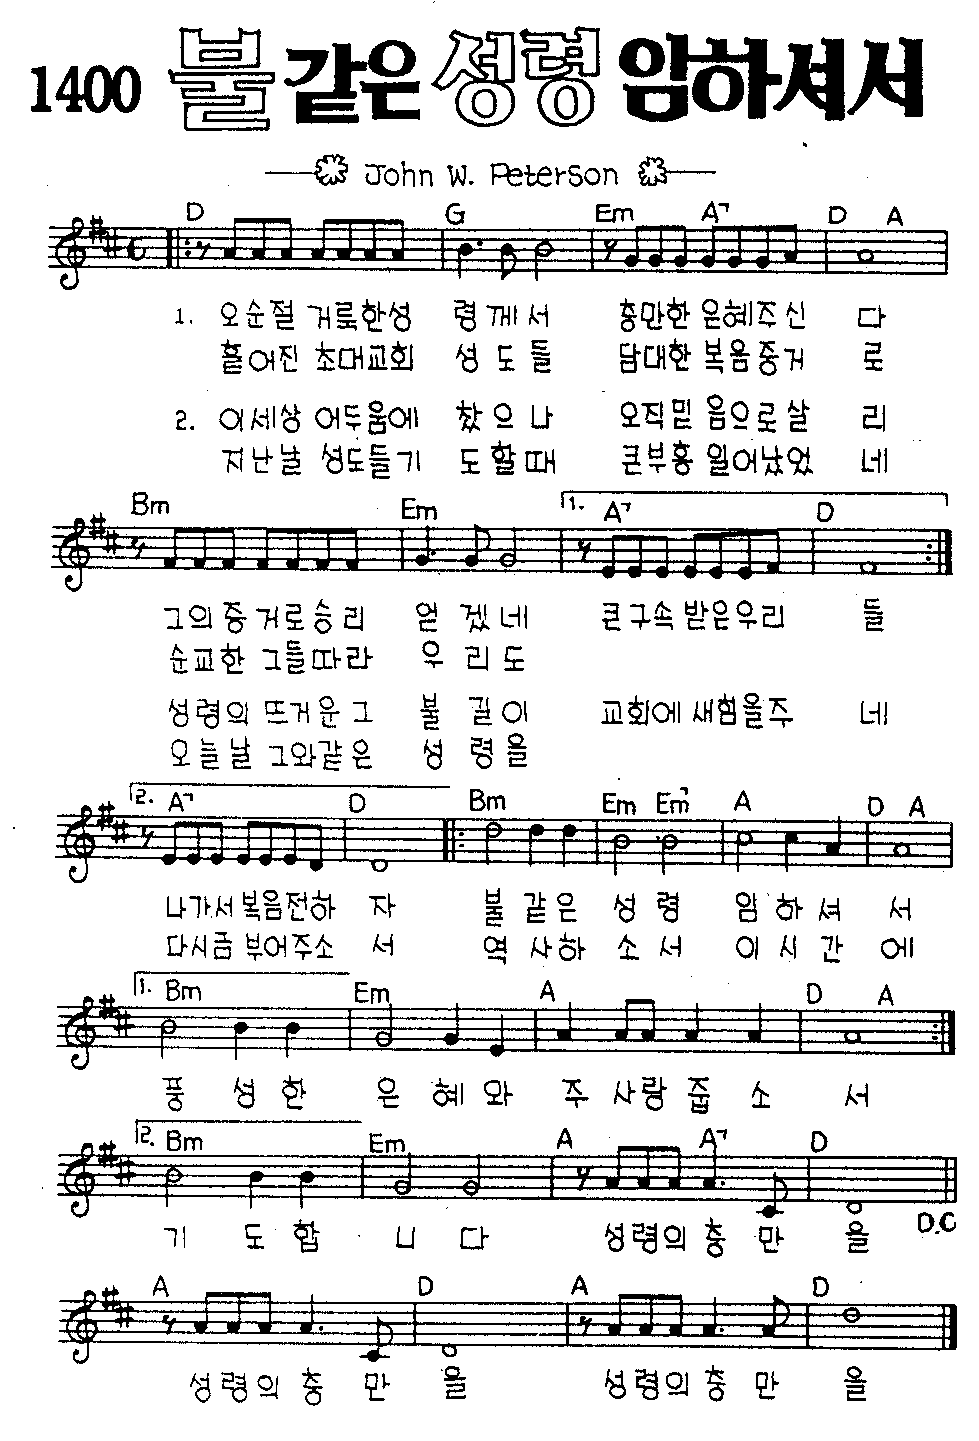 1400 불같은 성령 임하셔서
John W. Peterson
D G Em A7 D A
1. 오순절 거룩한성 령께서 충만한 은혜주신 다
흩어진 초대교회 성도들 담대한 복음증거 로
2. 이세상 어두움에 찼으나 오직믿음으로살 리
지난날 성도들기 도할때 큰부흥 일어났었 네
Bm Em 1. A7 D
그의증거로승리 얻겠네 큰구속받은우리 들
순교한 그들따라 우리도
성령의 뜨거운그 불길이 교회에새힘을주 네
오늘날 그와같은 성령을
2. A7 D Bm Em Em7 A D A
나가서복음전하 자 불같은 성령 임하셔 서
다시금 부어주소 서 역사하 소서 이시간 에
1. Bm Em A D A
풍성한 은혜와 주사랑줍소 서
2. Bm Em A A7 D
기도합 니다 성령의충만 을 D.C
A D A D
성령의충만 을 성령의충만 을